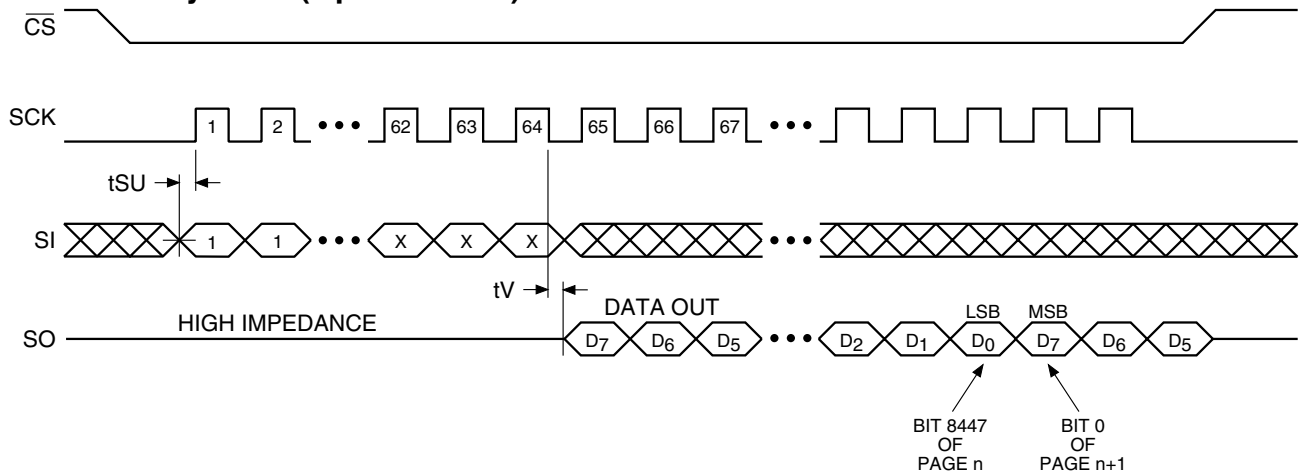 CS
SCK
1 2 ••• 62 63 64 65 66 67 •••
tSU
SI
1 1 ••• X X X •••
tV
DATA OUT
HIGH IMPEDANCE
LSB MSB
SO
D7 D6 D5 ••• D2 D1 D0 D7 D6 D5
BIT 8447
OF
PAGE n
BIT 0
OF
PAGE n+1